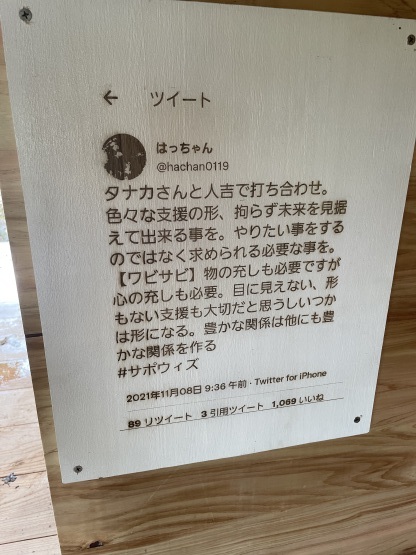 ← ツイート
はっちゃん
@hachan0119
タナカさんと人吉で打ち合わせ。
色々な支援の形、拘らず未来を見据
えて出来る事を。やりたい事をする
のではなく求められる必要な事を。
【ワビサビ】物の充しも必要ですが
心の充しも必要。目に見えない、形
もない支援も大切だと思うしいつか
は形になる。豊かな関係は他にも豊
かな関係を作る
#サポウィズ
2021年11月08日 9:36 午前 · Twitter for iPhone
89 リツイート 3 引用ツイート 1,069 いいね